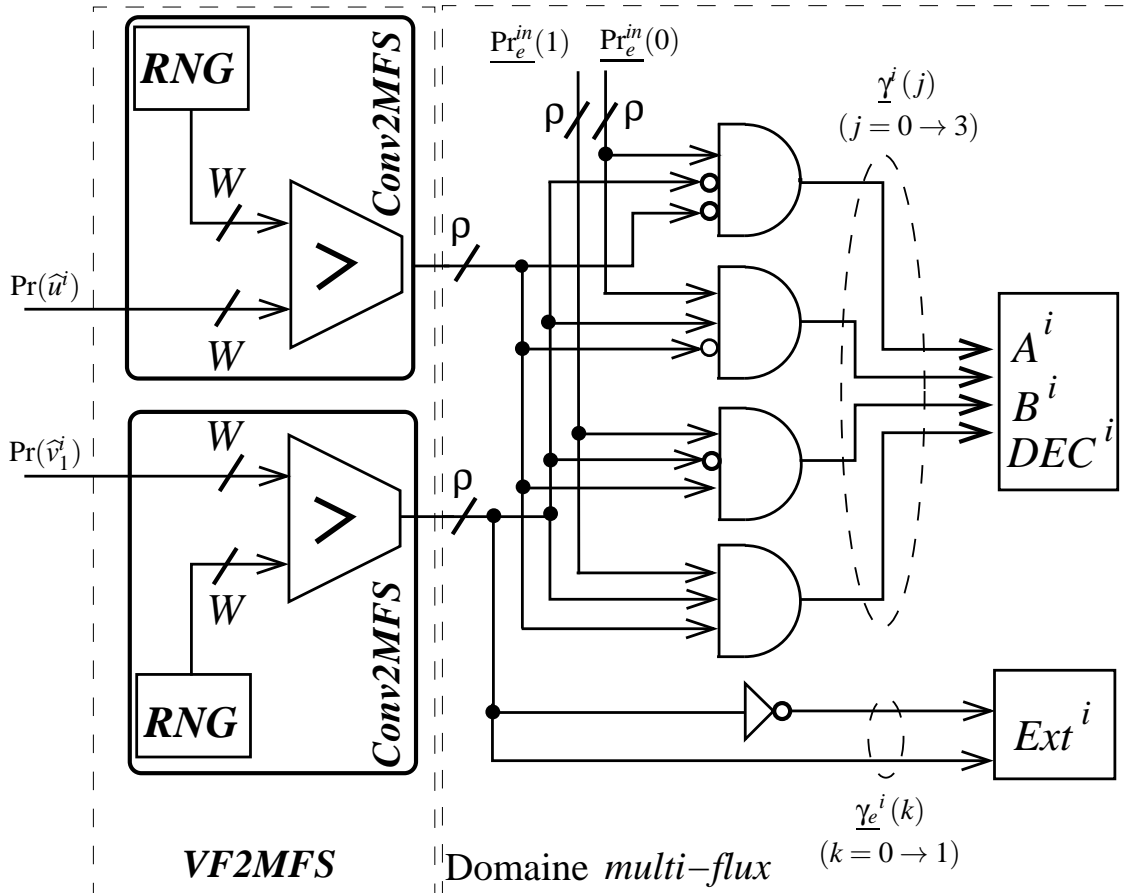 RNG
Conv2MFS
W
W
Pr(û^i)
ρ
Pr_e^in(1)
Pr_e^in(0)
ρ
ρ
γ^i(j)
(j = 0 → 3)
>
A^i
B^i
DEC^i
W
Pr(v̂_1^i)
ρ
>
W
RNG
Conv2MFS
Ext^i
γ_e^i(k)
(k = 0 → 1)
VF2MFS
Domaine multi−flux